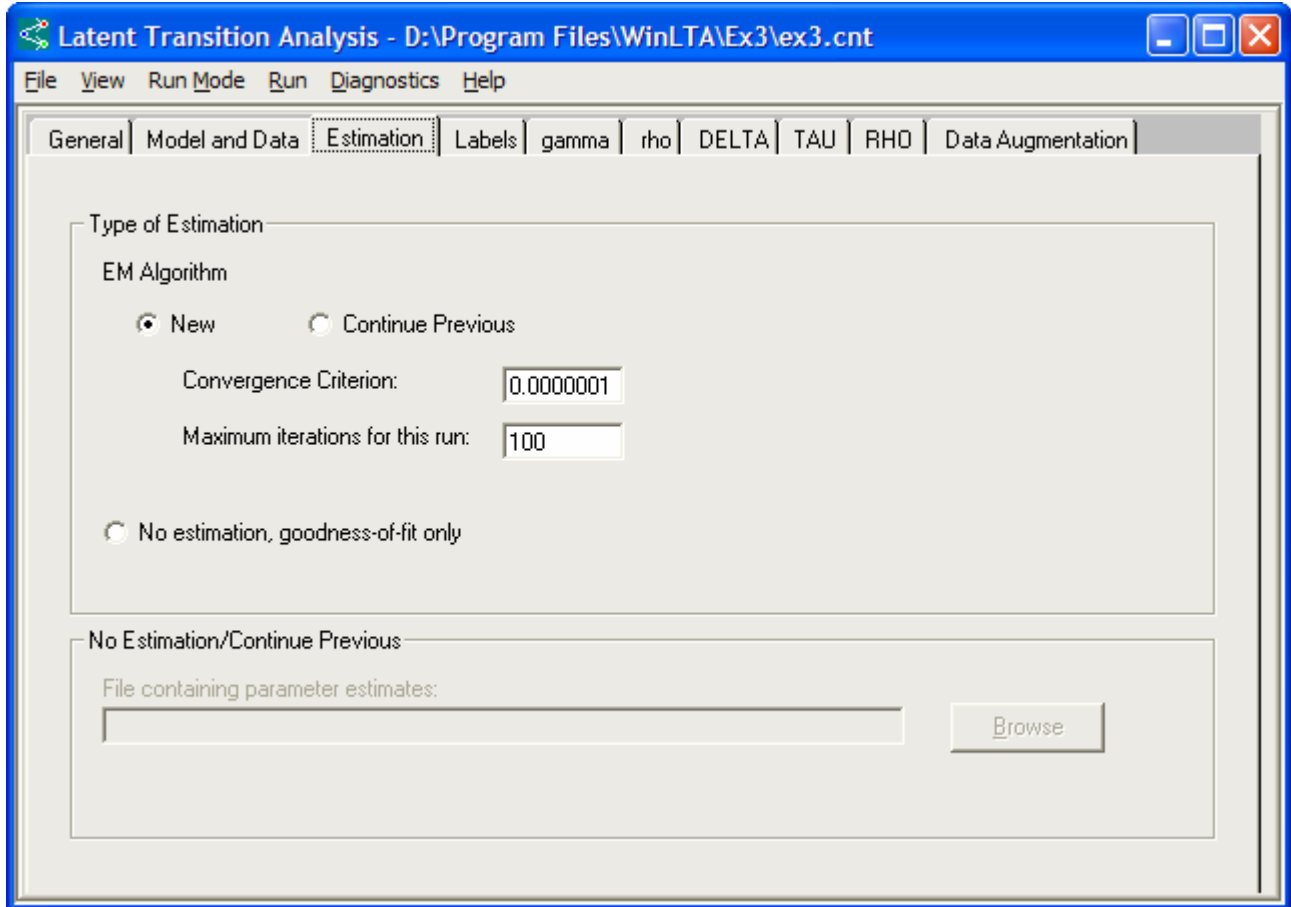 Latent Transition Analysis - D:\Program Files\WinLTA\Ex3\ex3.cnt
File View Run Mode Run Diagnostics Help
General Model and Data Estimation Labels gamma rho DELTA TAU RHO Data Augmentation
Type of Estimation
EM Algorithm
New Continue Previous
Convergence Criterion: 0.0000001
Maximum iterations for this run: 100
No estimation, goodness-of-fit only
No Estimation/Continue Previous
File containing parameter estimates:
Browse